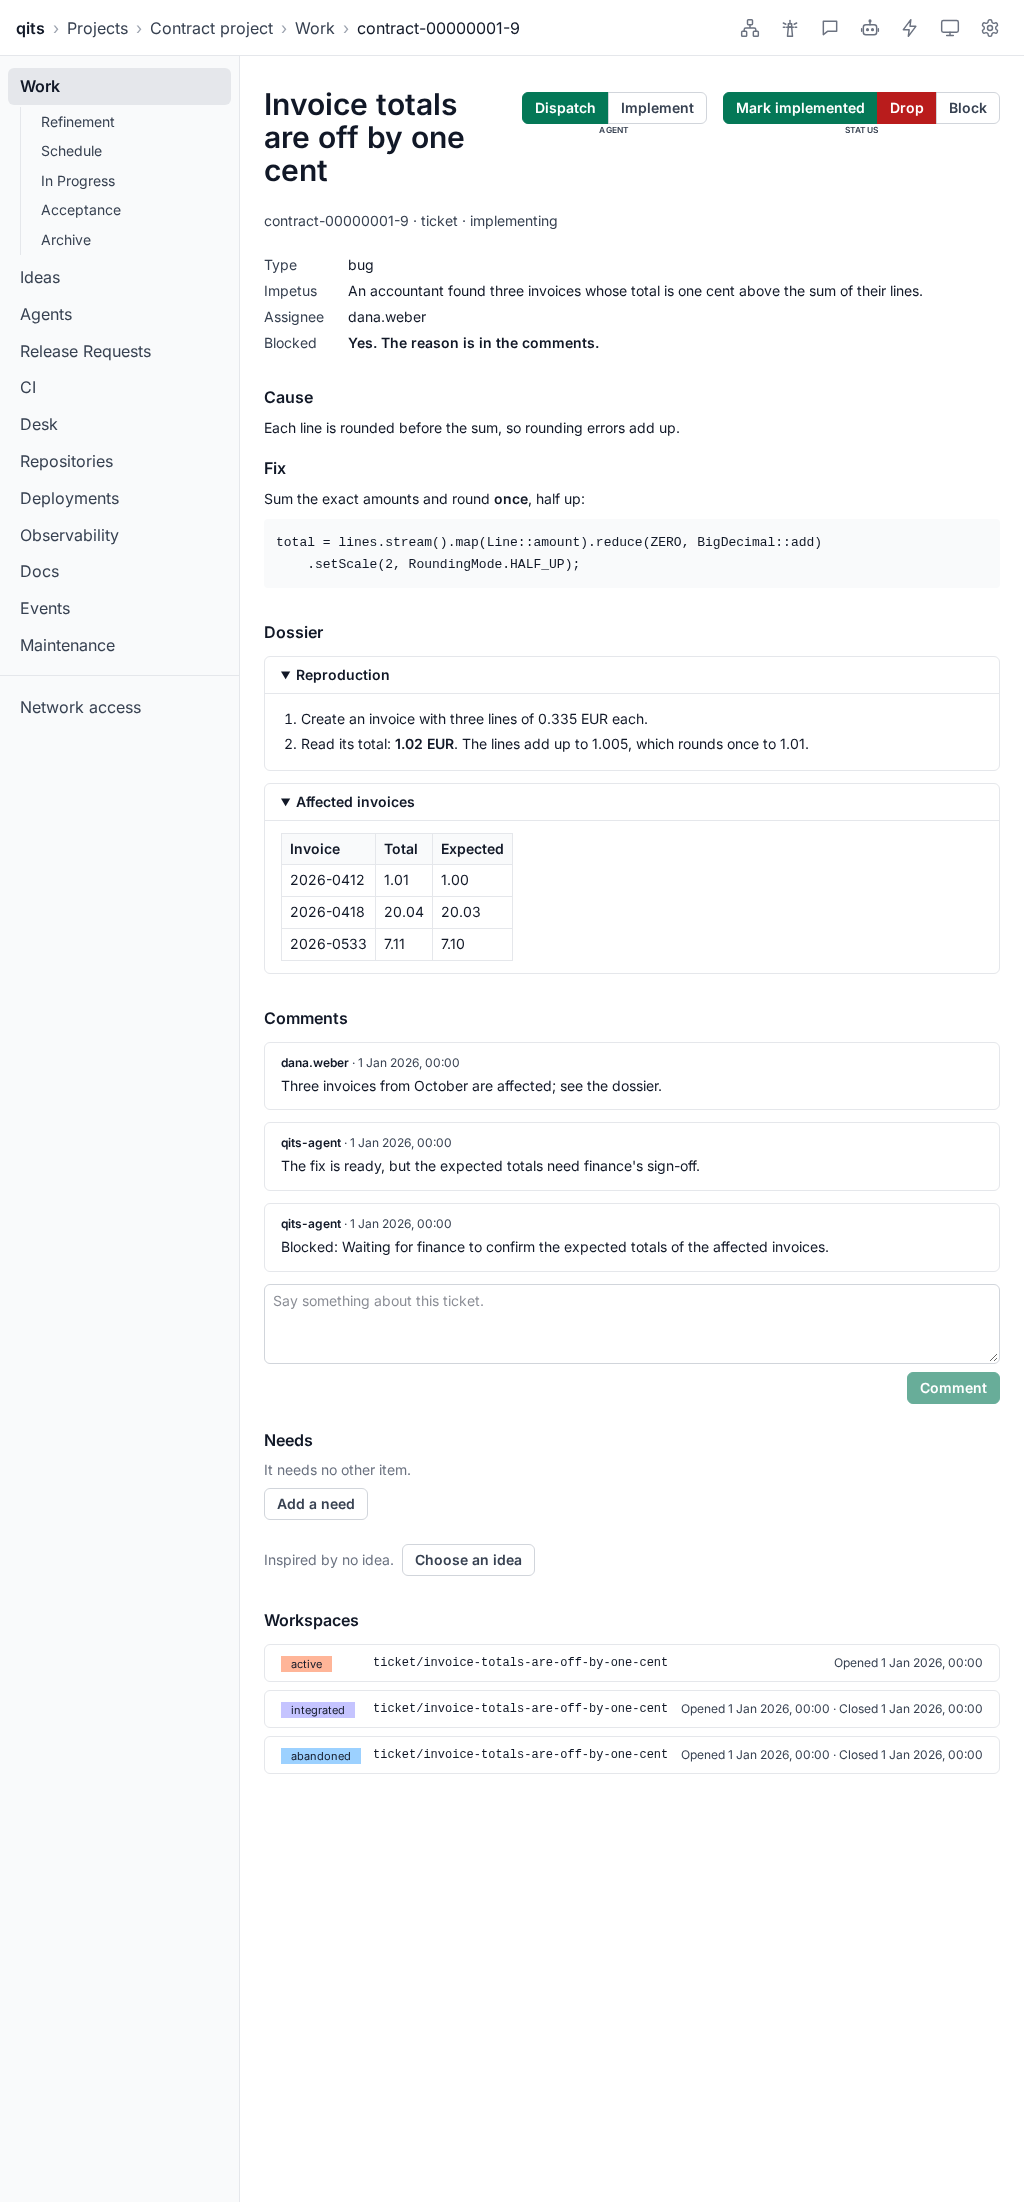 qits › Projects › Contract project › Work › contract-00000001-9
Work
Refinement
Schedule
In Progress
Acceptance
Archive
Ideas
Agents
Release Requests
CI
Desk
Repositories
Deployments
Observability
Docs
Events
Maintenance
Network access
Invoice totals
are off by one
cent
Dispatch Implement
AGENT
Mark implemented Drop Block
STATUS
contract-00000001-9 · ticket · implementing
Type bug
Impetus An accountant found three invoices whose total is one cent above the sum of their lines.
Assignee dana.weber
Blocked Yes. The reason is in the comments.
Cause
Each line is rounded before the sum, so rounding errors add up.
Fix
Sum the exact amounts and round once, half up:
total = lines.stream().map(Line::amount).reduce(ZERO, BigDecimal::add)
    .setScale(2, RoundingMode.HALF_UP);
Dossier
▼ Reproduction
1. Create an invoice with three lines of 0.335 EUR each.
2. Read its total: 1.02 EUR. The lines add up to 1.005, which rounds once to 1.01.
▼ Affected invoices
Invoice Total Expected
2026-0412 1.01 1.00
2026-0418 20.04 20.03
2026-0533 7.11 7.10
Comments
dana.weber · 1 Jan 2026, 00:00
Three invoices from October are affected; see the dossier.
qits-agent · 1 Jan 2026, 00:00
The fix is ready, but the expected totals need finance's sign-off.
qits-agent · 1 Jan 2026, 00:00
Blocked: Waiting for finance to confirm the expected totals of the affected invoices.
Say something about this ticket.
Comment
Needs
It needs no other item.
Add a need
Inspired by no idea. Choose an idea
Workspaces
active ticket/invoice-totals-are-off-by-one-cent Opened 1 Jan 2026, 00:00
integrated ticket/invoice-totals-are-off-by-one-cent Opened 1 Jan 2026, 00:00 · Closed 1 Jan 2026, 00:00
abandoned ticket/invoice-totals-are-off-by-one-cent Opened 1 Jan 2026, 00:00 · Closed 1 Jan 2026, 00:00